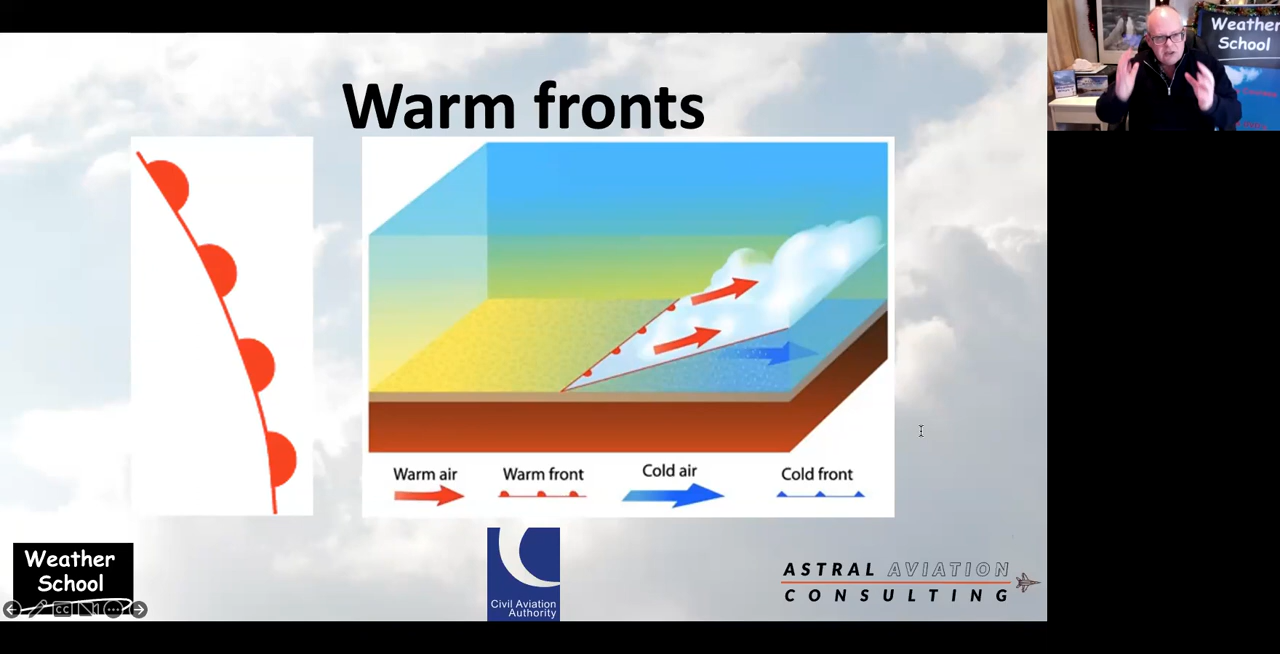 Warm fronts
Weather
School
Warm air
Warm front
Cold air
Cold front
Weather
School
CC
Civil Aviation
Authority
ASTRAL AVIATION
CONSULTING